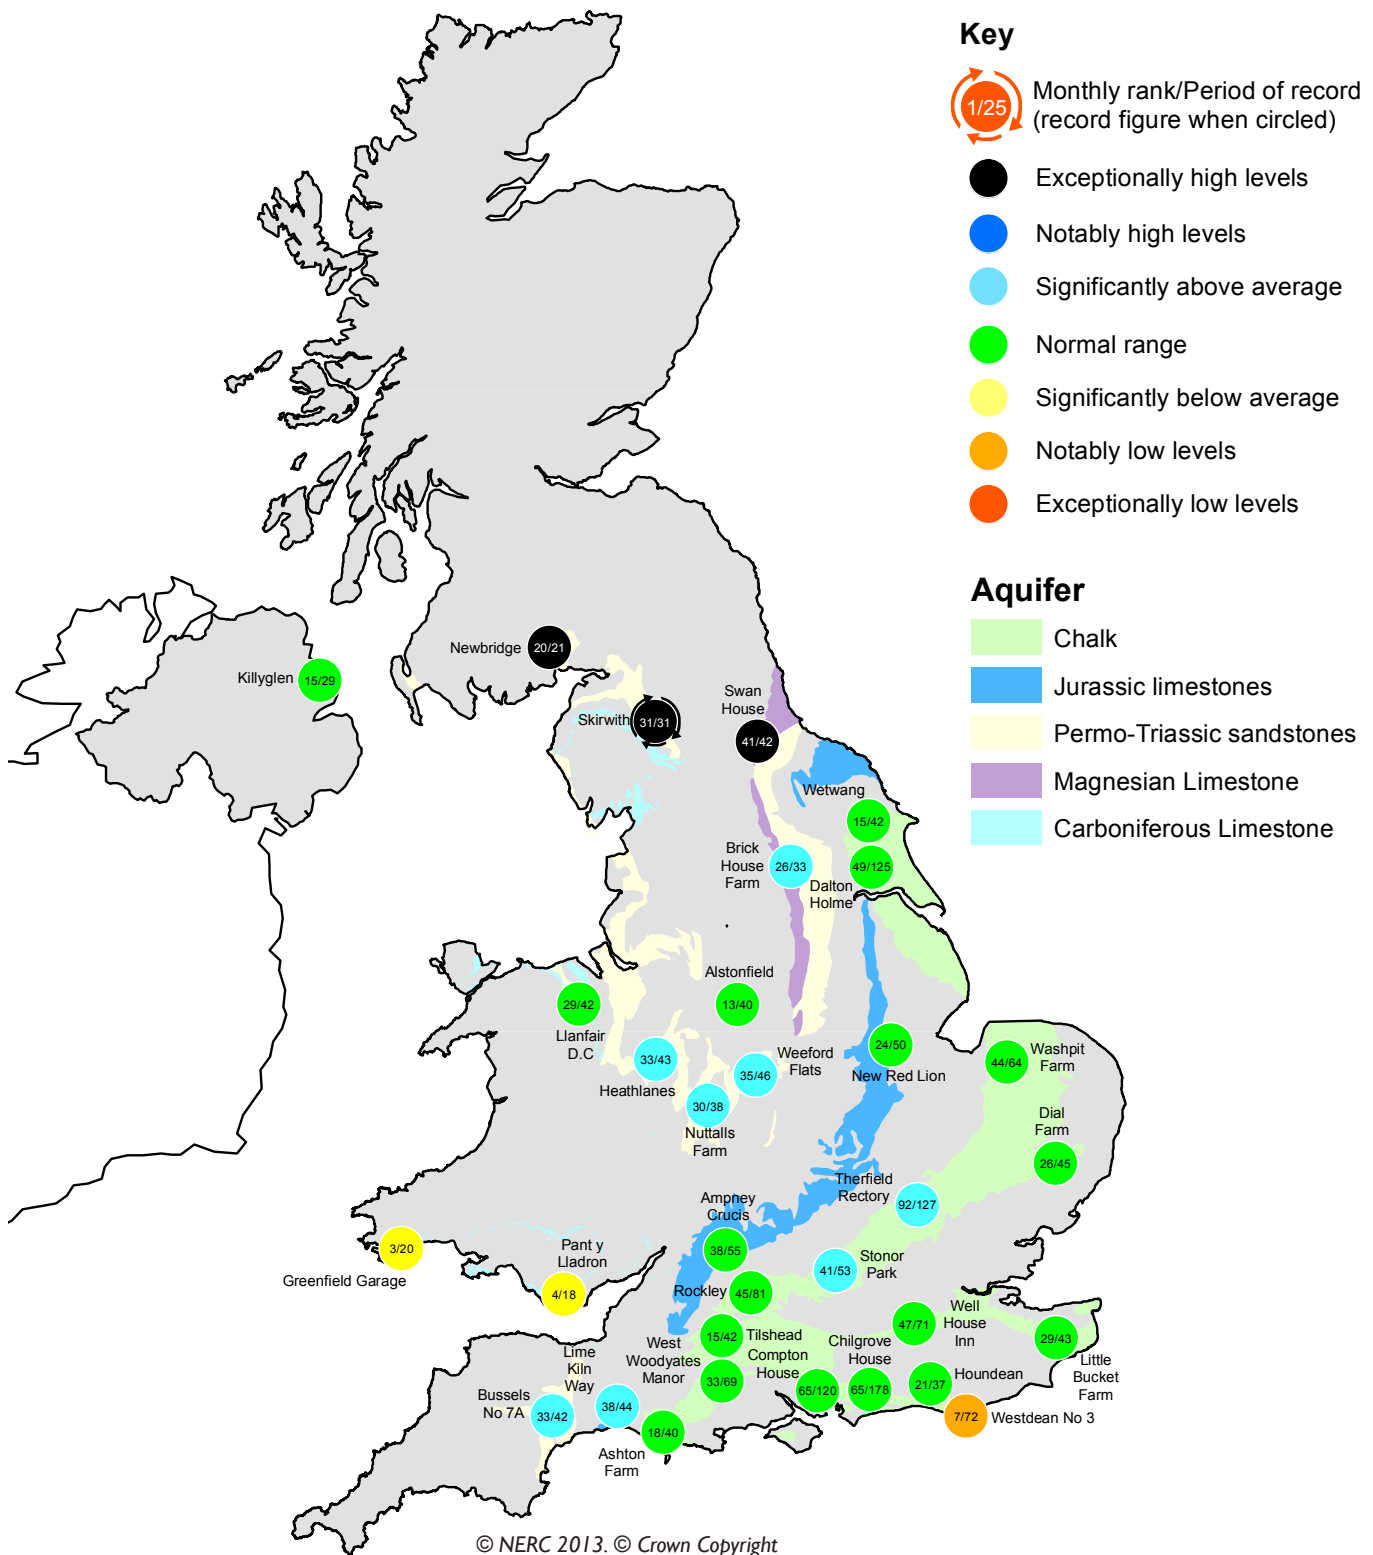 Key
1/25
Monthly rank/Period of record
(record figure when circled)
Exceptionally high levels
Notably high levels
Significantly above average
Normal range
Significantly below average
Notably low levels
Exceptionally low levels
Aquifer
Chalk
Jurassic limestones
Permo-Triassic sandstones
Magnesian Limestone
Carboniferous Limestone
Newbridge
20/21
Killyglen
15/29
Skirwith
31/31
Swan
House
41/42
Wetwang
15/42
Brick
House
Farm
26/33
49/125
Dalton
Holme
Alstonfield
13/40
29/42
Llanfair
D.C
33/43
Heathlanes
35/46
Weeford
Flats
30/38
Nuttalls
Farm
24/50
New Red Lion
44/64
Washpit
Farm
Dial
Farm
26/45
Therfield
Rectory
92/127
Ampney
Crucis
38/55
3/20
Greenfield Garage
Pant y
Lladron
4/18
Stonor
Park
41/53
Rockley
45/81
15/42
Tilshead
West
Woodyates
Manor
33/69
Compton
House
65/120
Chilgrove
House
65/178
Well
House
Inn
47/71
29/43
Little
Bucket
Farm
Houndean
21/37
7/72
Westdean No 3
Lime
Kiln
Way
38/44
Bussels
No 7A
33/42
18/40
Ashton
Farm
© NERC 2013. © Crown Copyright